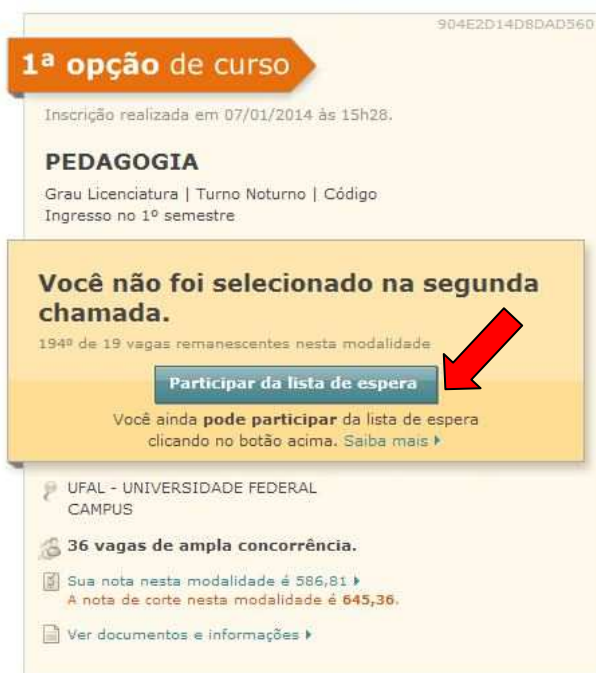 904E2D14D8DAD560
1ª opção de curso
Inscrição realizada em 07/01/2014 às 15h28.
PEDAGOGIA
Grau Licenciatura | Turno Noturno | Código
Ingresso no 1º semestre
Você não foi selecionado na segunda
chamada.
194º de 19 vagas remanescentes nesta modalidade
Participar da lista de espera
Você ainda pode participar da lista de espera
clicando no botão acima. Saiba mais
UFAL - UNIVERSIDADE FEDERAL
CAMPUS
36 vagas de ampla concorrência.
Sua nota nesta modalidade é 586,81
A nota de corte nesta modalidade é 645,36.
Ver documentos e informações